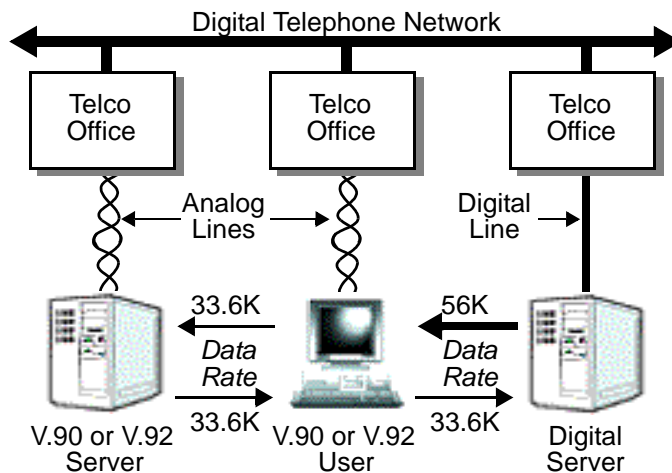 Digital Telephone Network
Telco
Office
Telco
Office
Telco
Office
Analog
Lines
Digital
Line
33.6K
Data
Rate
33.6K
56K
Data
Rate
33.6K
V.90 or V.92
Server
V.90 or V.92
User
Digital
Server